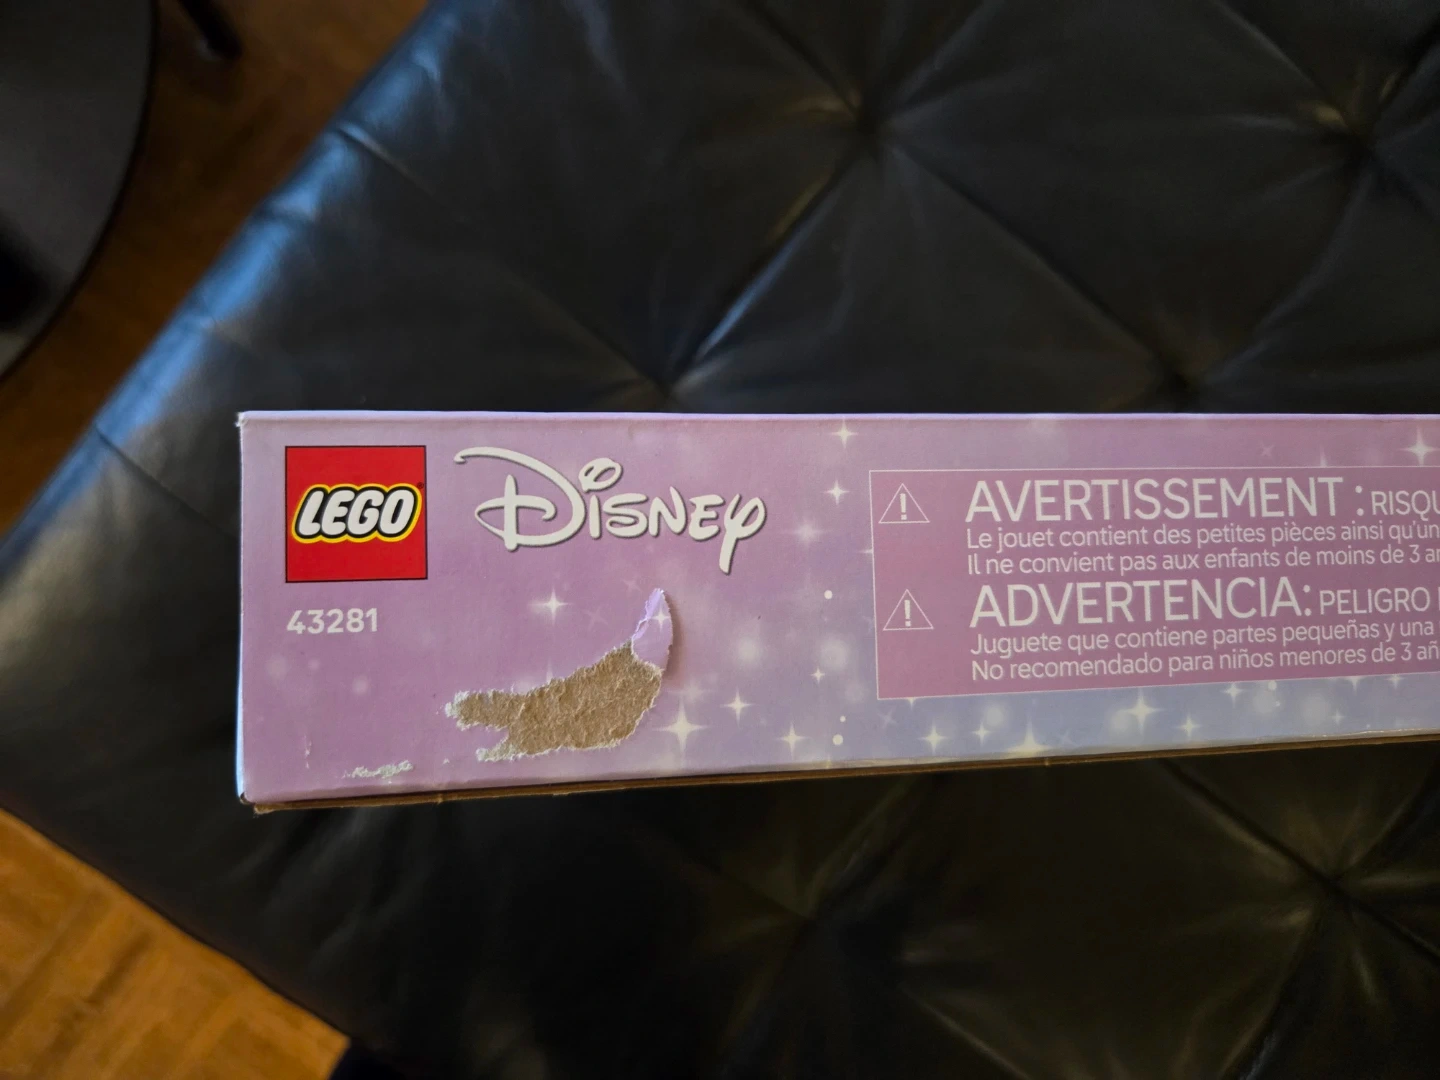 LEGO
Disney
43281
AVERTISSEMENT : RISQU
Le jouet contient des petites pièces ainsi qu'un
Il ne convient pas aux enfants de moins de 3 an
ADVERTENCIA: PELIGRO
Juguete que contiene partes pequeñas y una
No recomendado para niños menores de 3 añ